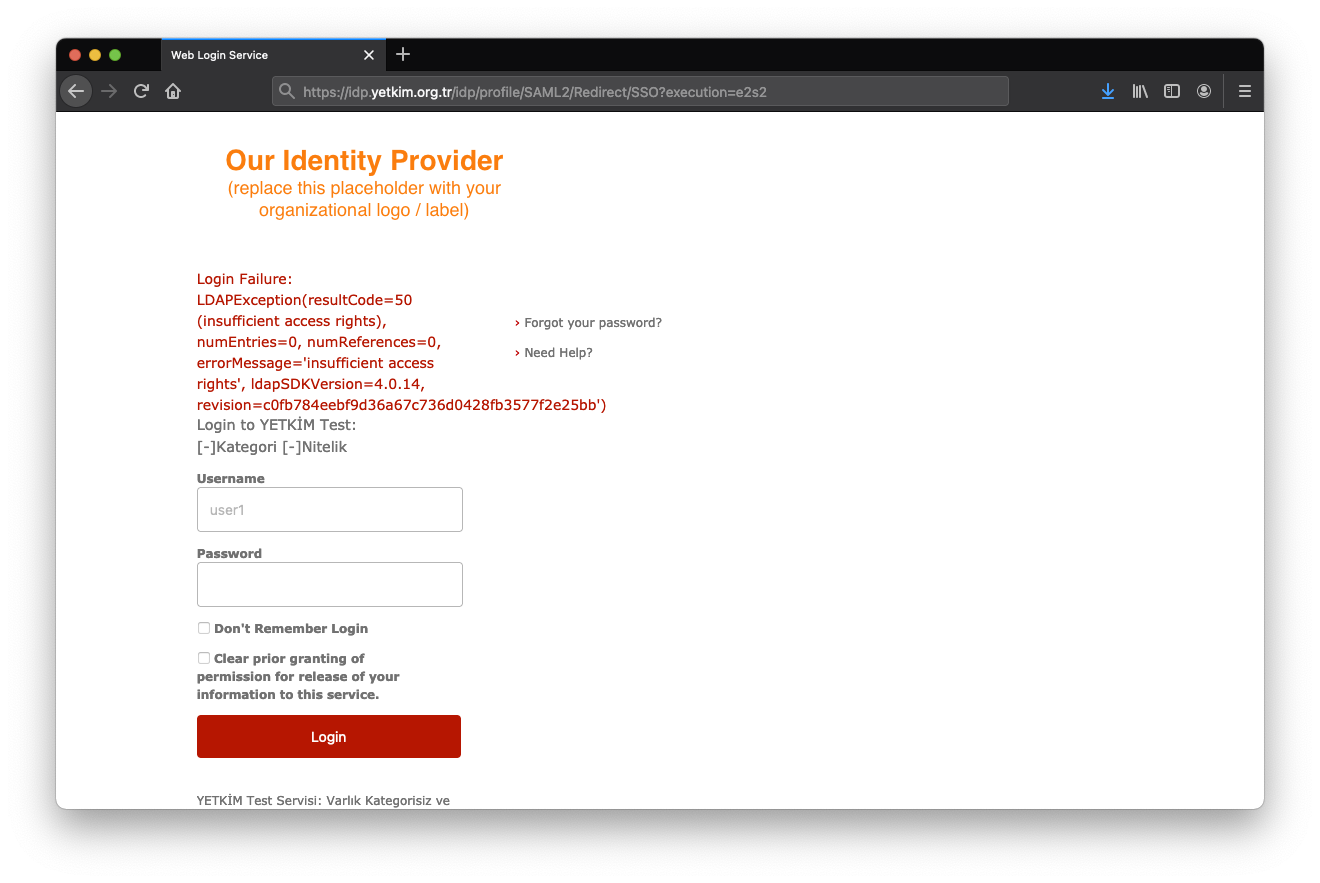 Web Login Service
https://idp.yetkim.org.tr/idp/profile/SAML2/Redirect/SSO?execution=e2s2
Our Identity Provider
(replace this placeholder with your
organizational logo / label)
Login Failure:
LDAPException(resultCode=50
(insufficient access rights),
numEntries=0, numReferences=0,
errorMessage='insufficient access
rights', ldapSDKVersion=4.0.14,
revision=c0fb784eebf9d36a67c736d0428fb3577f2e25bb')
› Forgot your password?
› Need Help?
Login to YETKİM Test:
[-]Kategori [-]Nitelik
Username
user1
Password
Don't Remember Login
Clear prior granting of
permission for release of your
information to this service.
Login
YETKİM Test Servisi: Varlık Kategorisiz ve